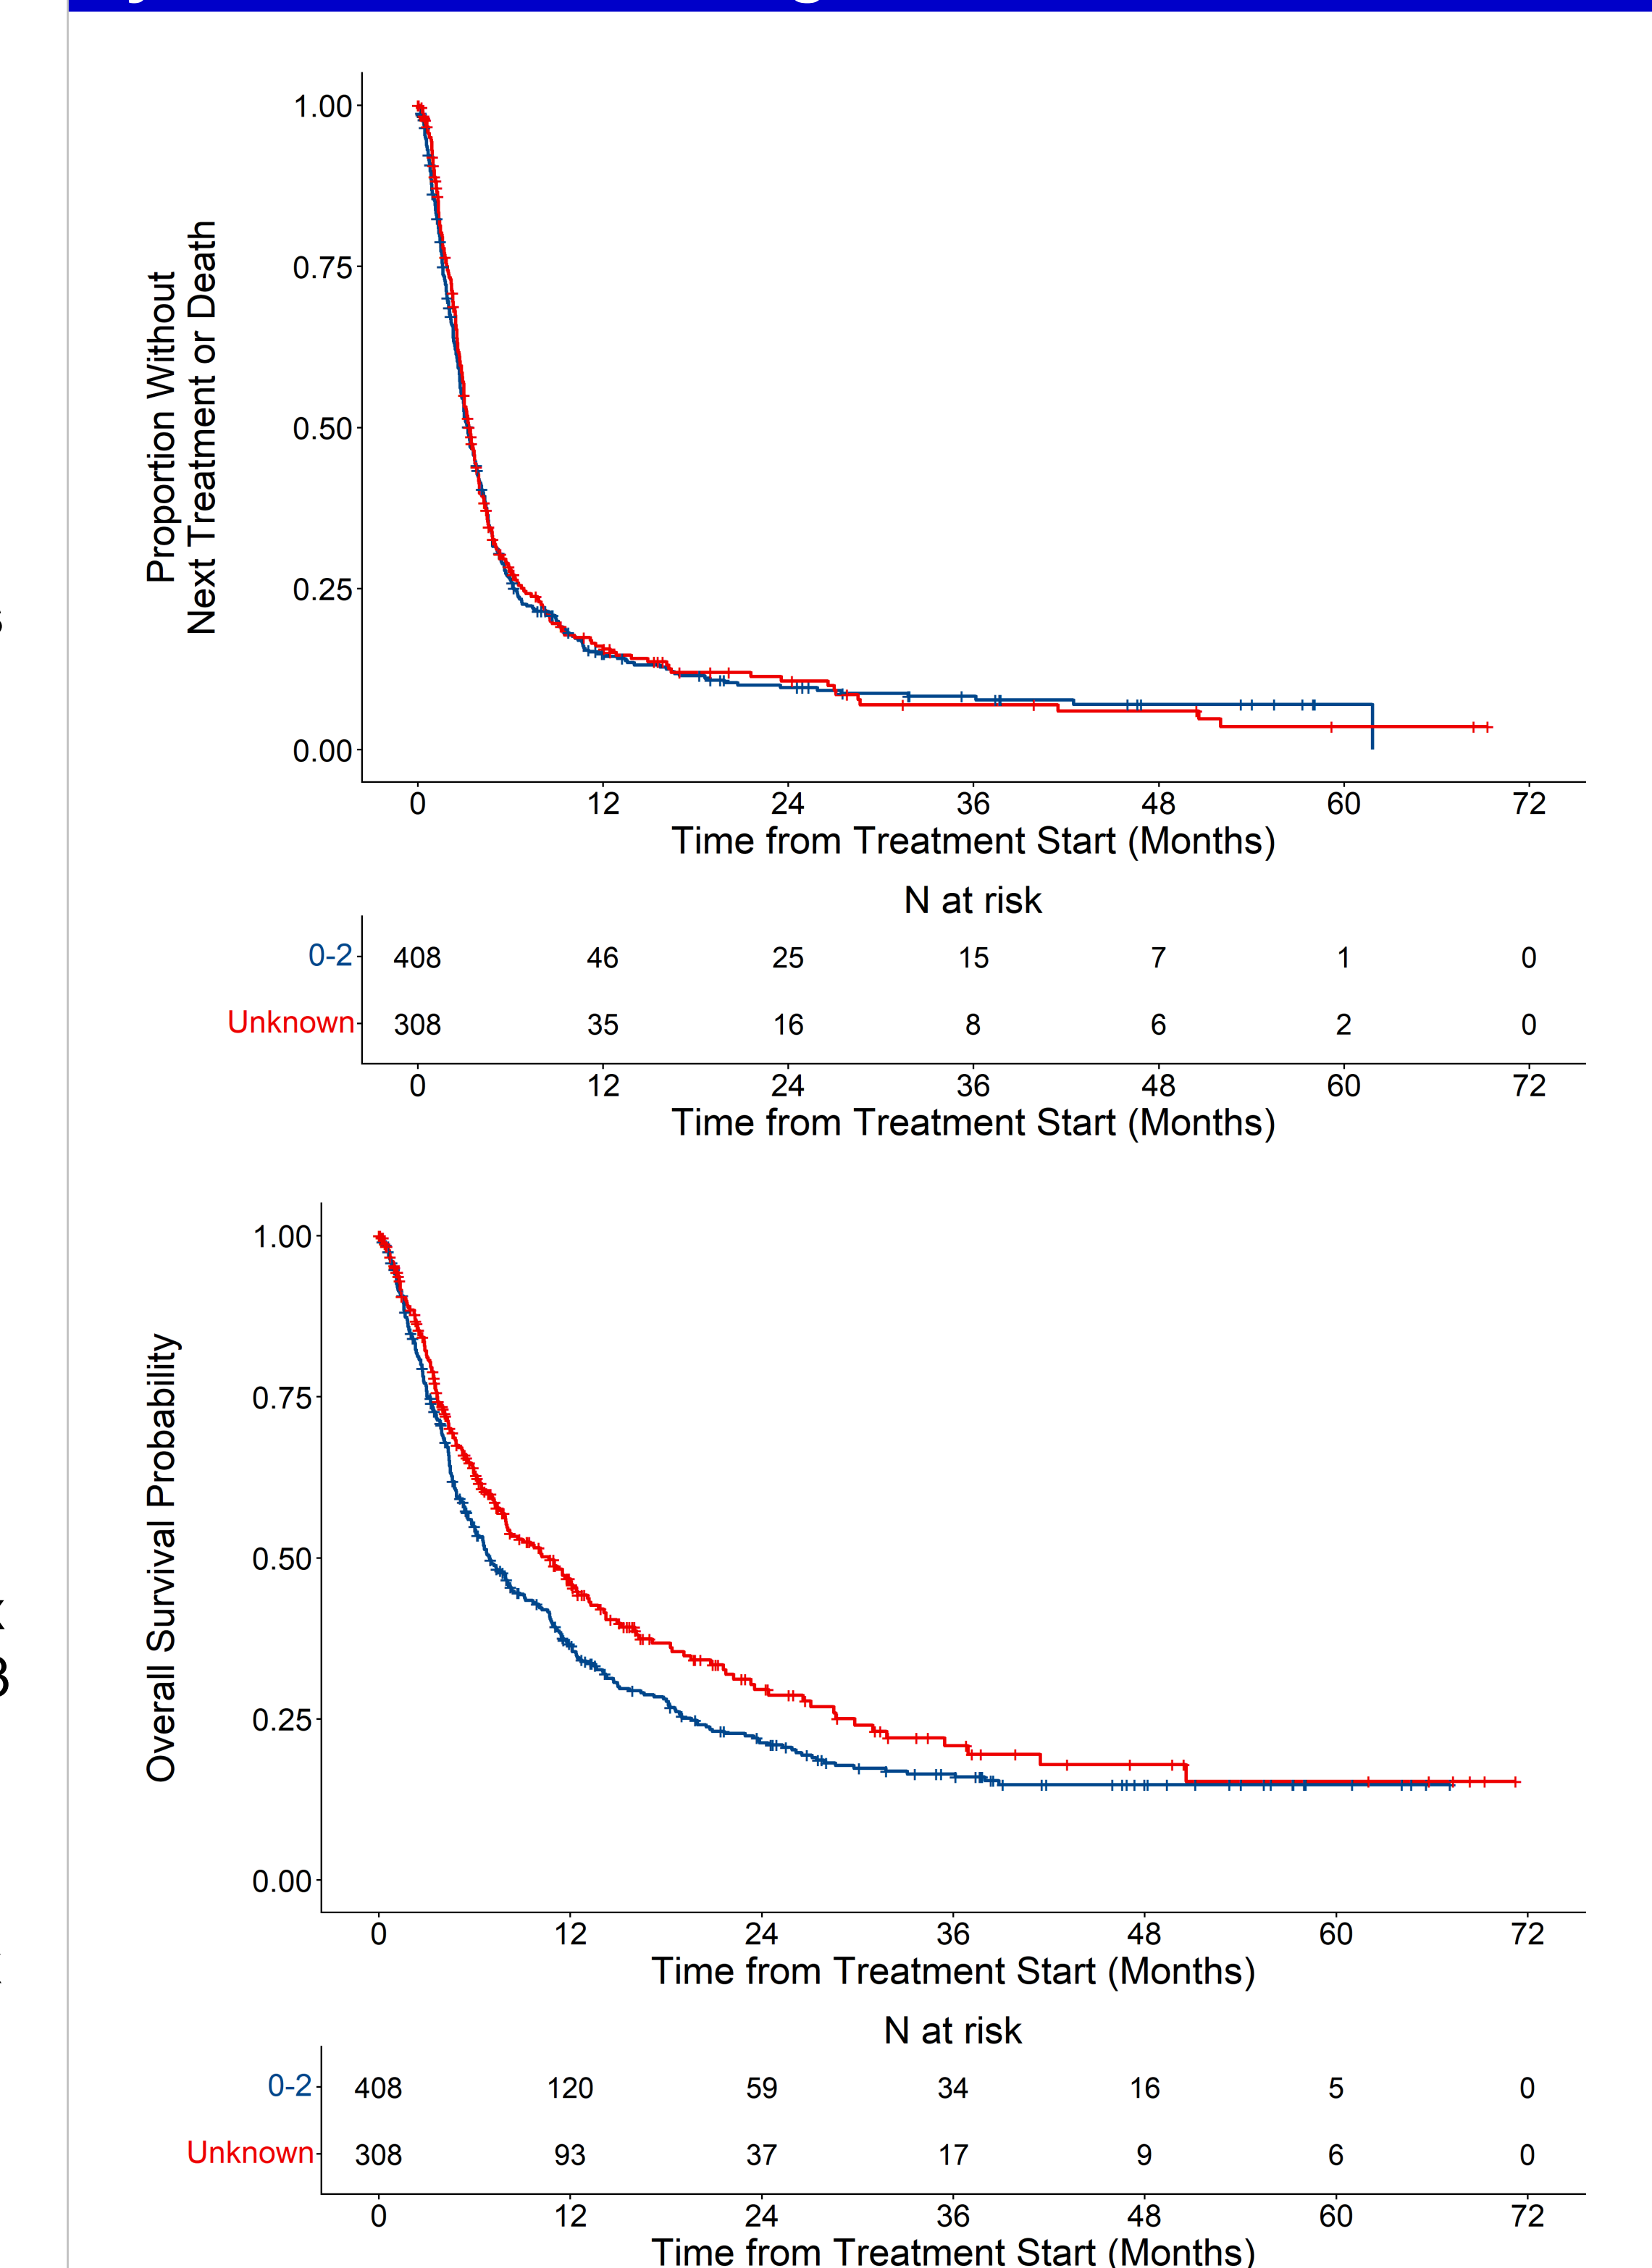 1.00
0.75
0.50
0.25
0.00
Proportion Without
Next Treatment or Death
0 12 24 36 48 60 72
Time from Treatment Start (Months)
N at risk
0-2 408 46 25 15 7 1 0
Unknown 308 35 16 8 6 2 0
0 12 24 36 48 60 72
Time from Treatment Start (Months)
1.00
0.75
0.50
0.25
0.00
Overall Survival Probability
0 12 24 36 48 60 72
Time from Treatment Start (Months)
N at risk
0-2 408 120 59 34 16 5 0
Unknown 308 93 37 17 9 6 0
0 12 24 36 48 60 72
Time from Treatment Start (Months)